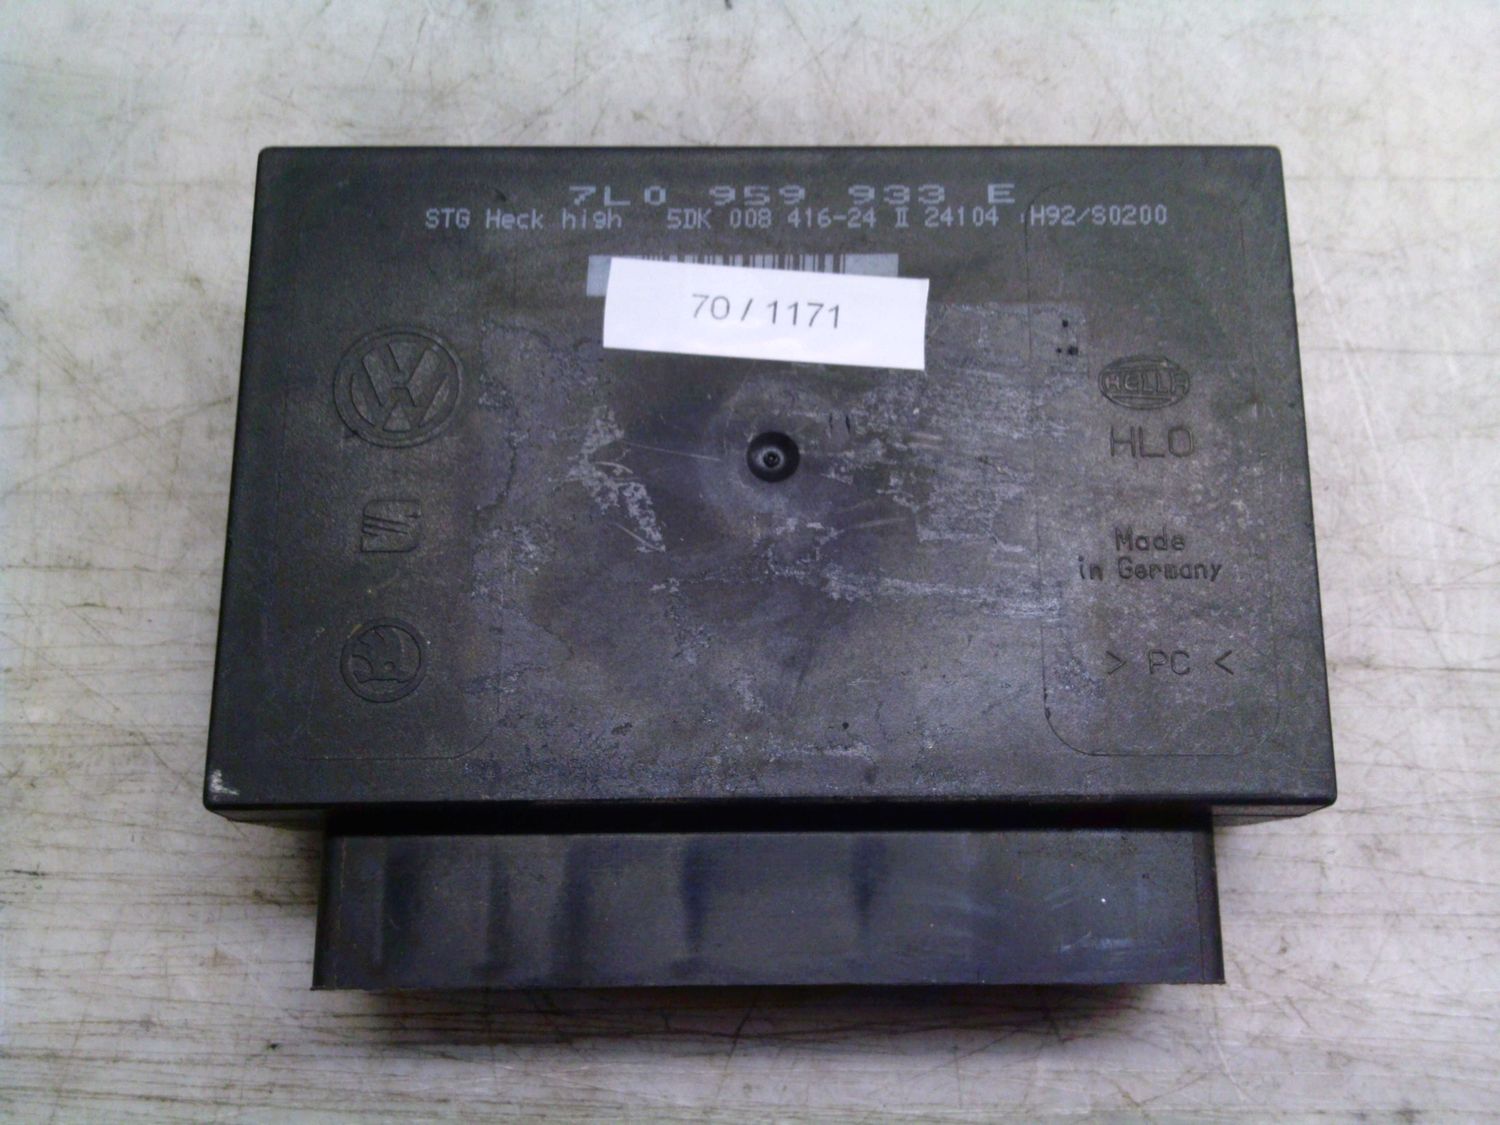 7L0 959 933 E
STG Heck high 5DK 008 416-24 II 24104 H92/S0200
70 / 1171
HELLA
HLO
Made
in Germany
> PC <